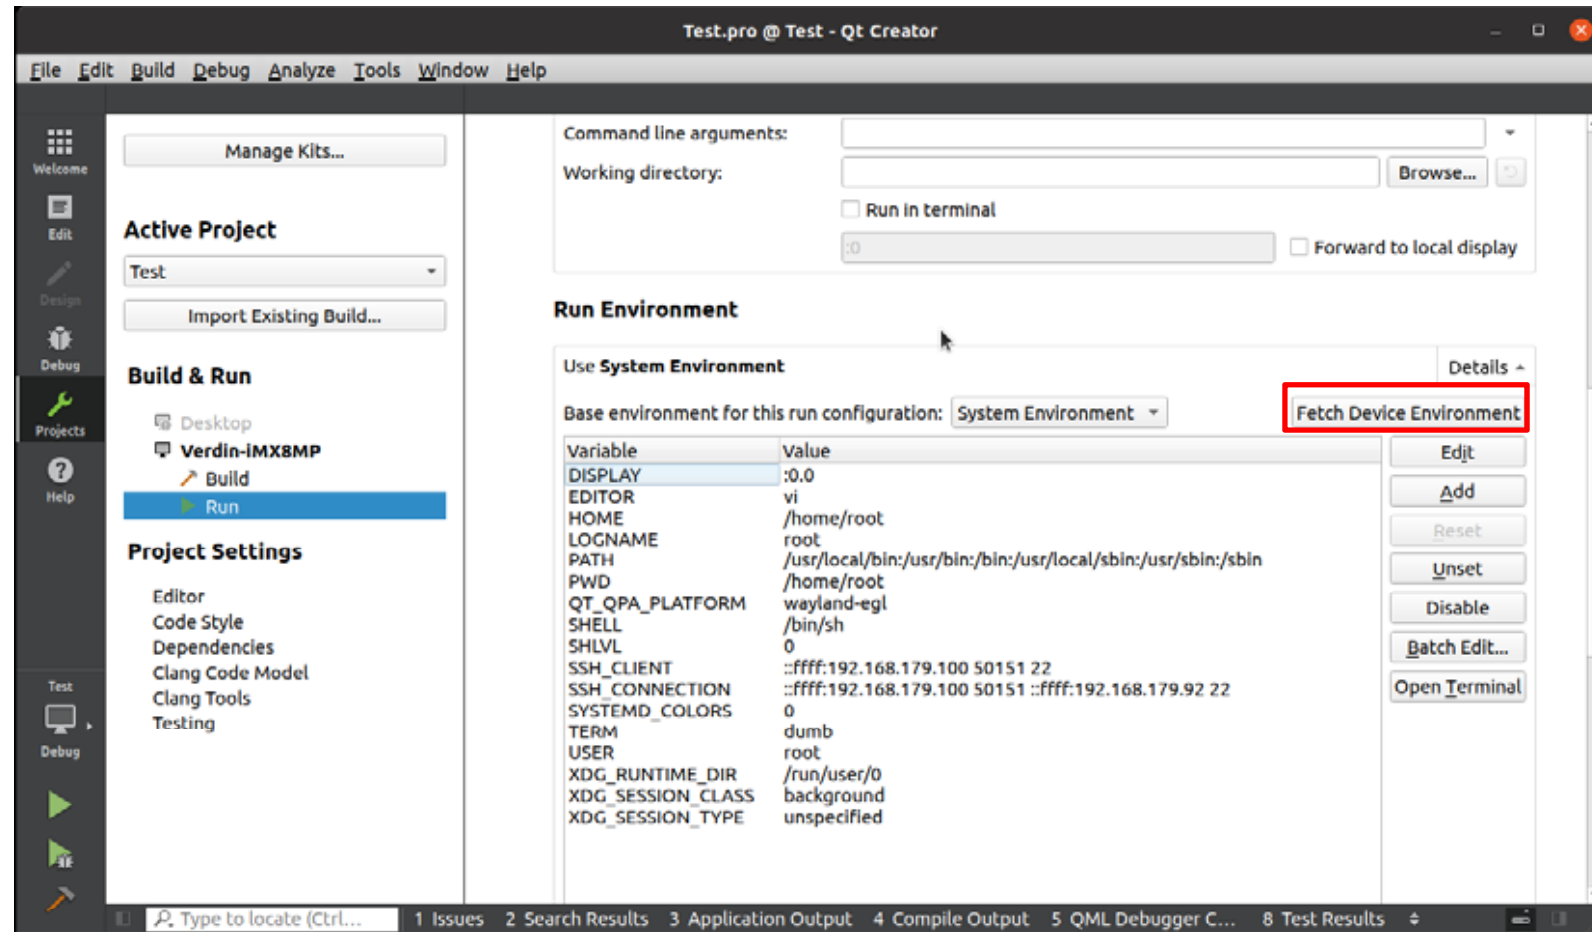 Test.pro @ Test - Qt Creator
File Edit Build Debug Analyze Tools Window Help
Welcome
Edit
Design
Debug
Projects
Help
Test
Debug
Manage Kits...
Active Project
Test
Import Existing Build...
Build & Run
Desktop
Verdin-iMX8MP
Build
Run
Project Settings
Editor
Code Style
Dependencies
Clang Code Model
Clang Tools
Testing
Command line arguments:
Working directory: Browse...
Run in terminal
:0 Forward to local display
Run Environment
Use System Environment Details
Base environment for this run configuration: System Environment Fetch Device Environment
Variable Value
DISPLAY :0.0
EDITOR vi
HOME /home/root
LOGNAME root
PATH /usr/local/bin:/usr/bin:/bin:/usr/local/sbin:/usr/sbin:/sbin
PWD /home/root
QT_QPA_PLATFORM wayland-egl
SHELL /bin/sh
SHLVL 0
SSH_CLIENT ::ffff:192.168.179.100 50151 22
SSH_CONNECTION ::ffff:192.168.179.100 50151 ::ffff:192.168.179.92 22
SYSTEMD_COLORS 0
TERM dumb
USER root
XDG_RUNTIME_DIR /run/user/0
XDG_SESSION_CLASS background
XDG_SESSION_TYPE unspecified
Edit
Add
Reset
Unset
Disable
Batch Edit...
Open Terminal
Type to locate (Ctrl... 1 Issues 2 Search Results 3 Application Output 4 Compile Output 5 QML Debugger C... 8 Test Results